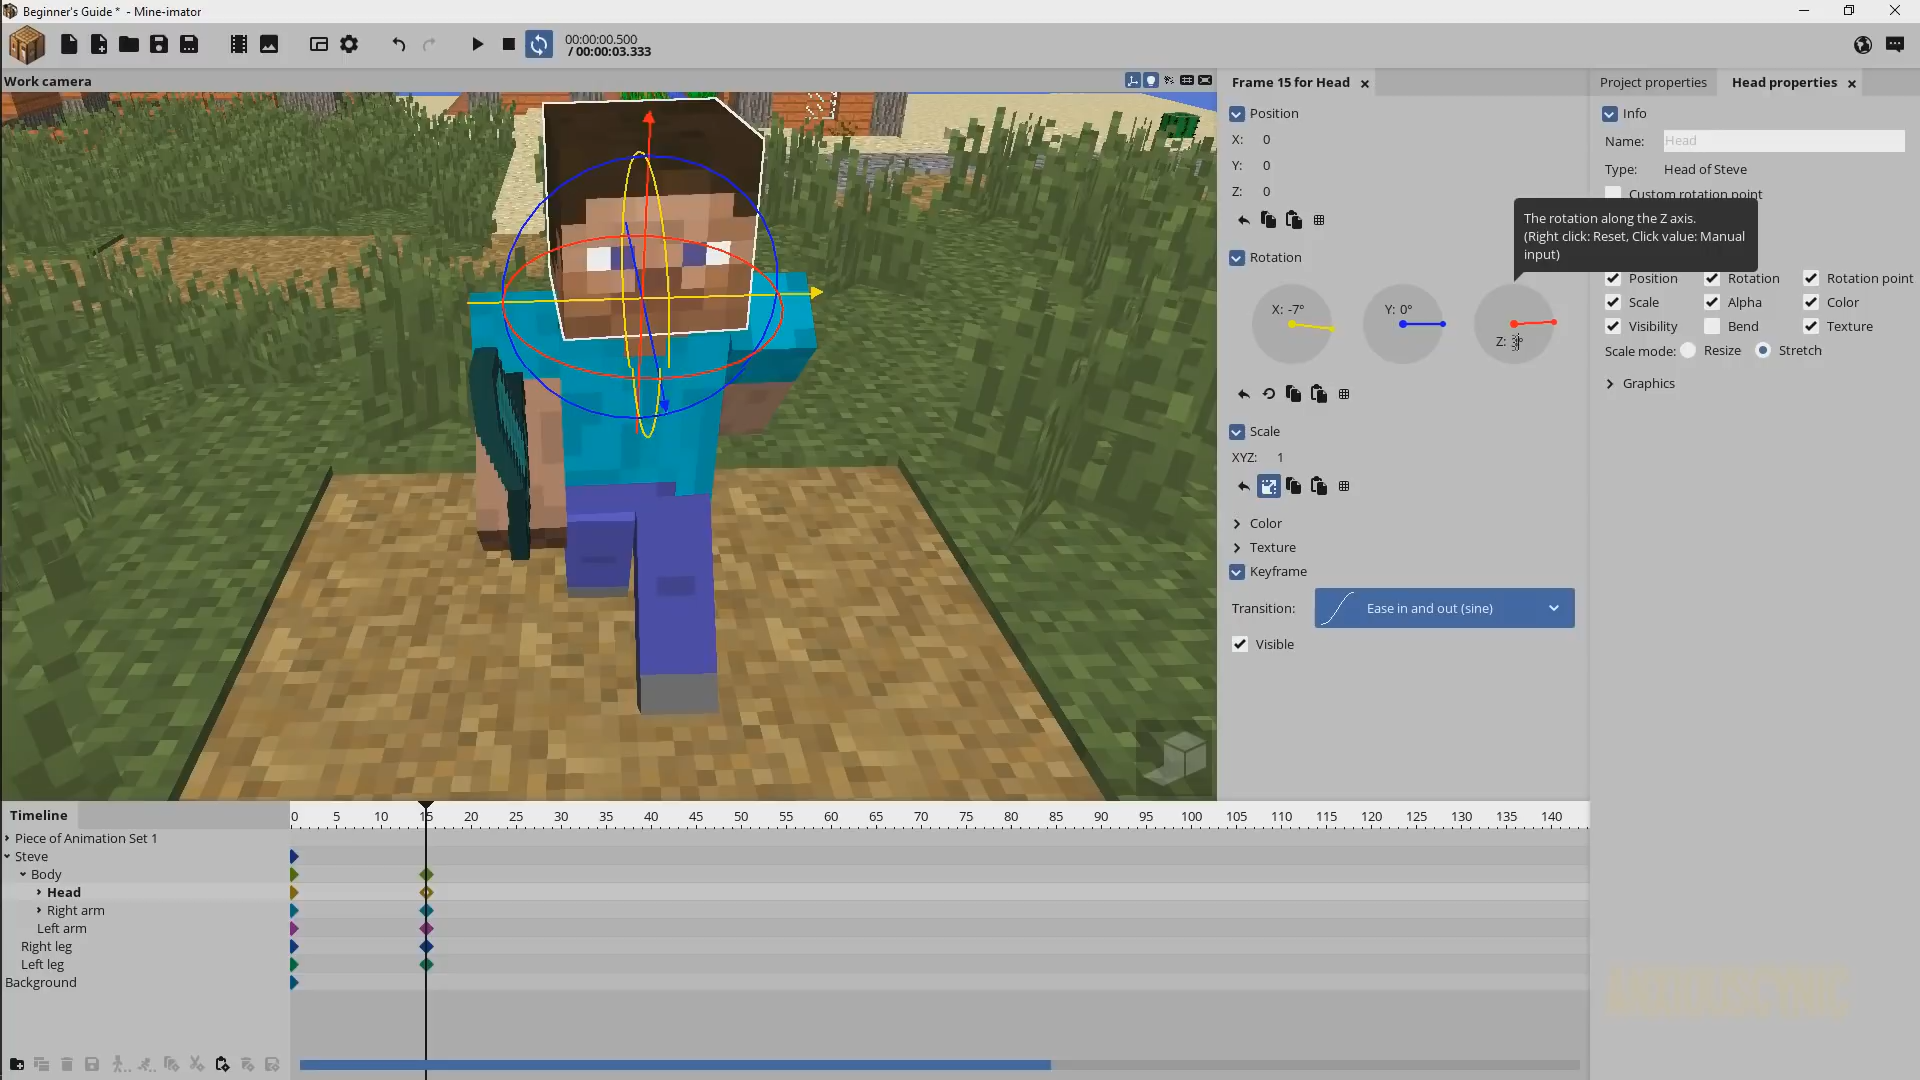 Beginner's Guide * - Mine-imator
00:00:00.500
/ 00:00:03.333
Work camera
Frame 15 for Head
Position
X: 0
Y: 0
Z: 0
Rotation
X: -7°
Y: 0°
Z:
Scale
XYZ: 1
Color
Texture
Keyframe
Transition: Ease in and out (sine)
Visible
Project properties
Head properties
Info
Name: Head
Type: Head of Steve
Custom rotation point
The rotation along the Z axis.
(Right click: Reset, Click value: Manual
input)
Position Rotation Rotation point
Scale Alpha Color
Visibility Bend Texture
Scale mode: Resize Stretch
Graphics
Timeline
0 5 10 15 20 25 30 35 40 45 50 55 60 65 70 75 80 85 90 95 100 105 110 115 120 125 130 135 140
Piece of Animation Set 1
Steve
Body
Head
Right arm
Left arm
Right leg
Left leg
Background